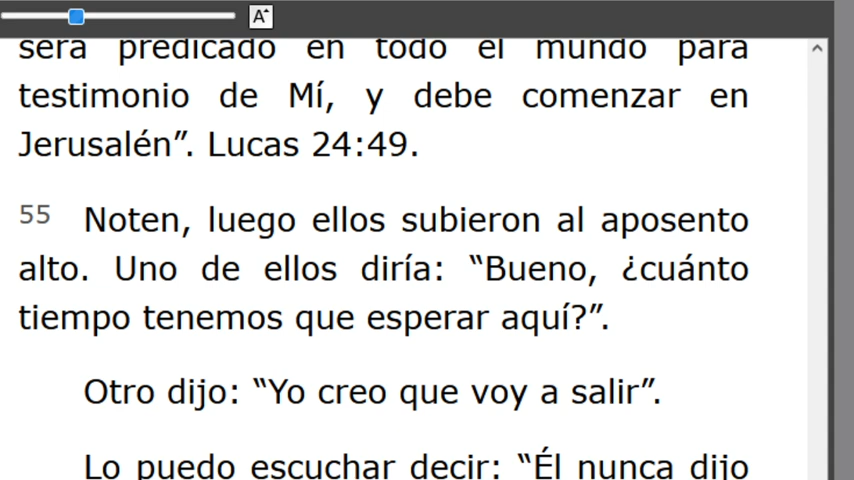 A
será predicado en todo el mundo para
testimonio de Mí, y debe comenzar en
Jerusalén”. Lucas 24:49.
55 Noten, luego ellos subieron al aposento
alto. Uno de ellos diría: “Bueno, ¿cuánto
tiempo tenemos que esperar aquí?”.
Otro dijo: “Yo creo que voy a salir”.
Lo puedo escuchar decir: “Él nunca dijo